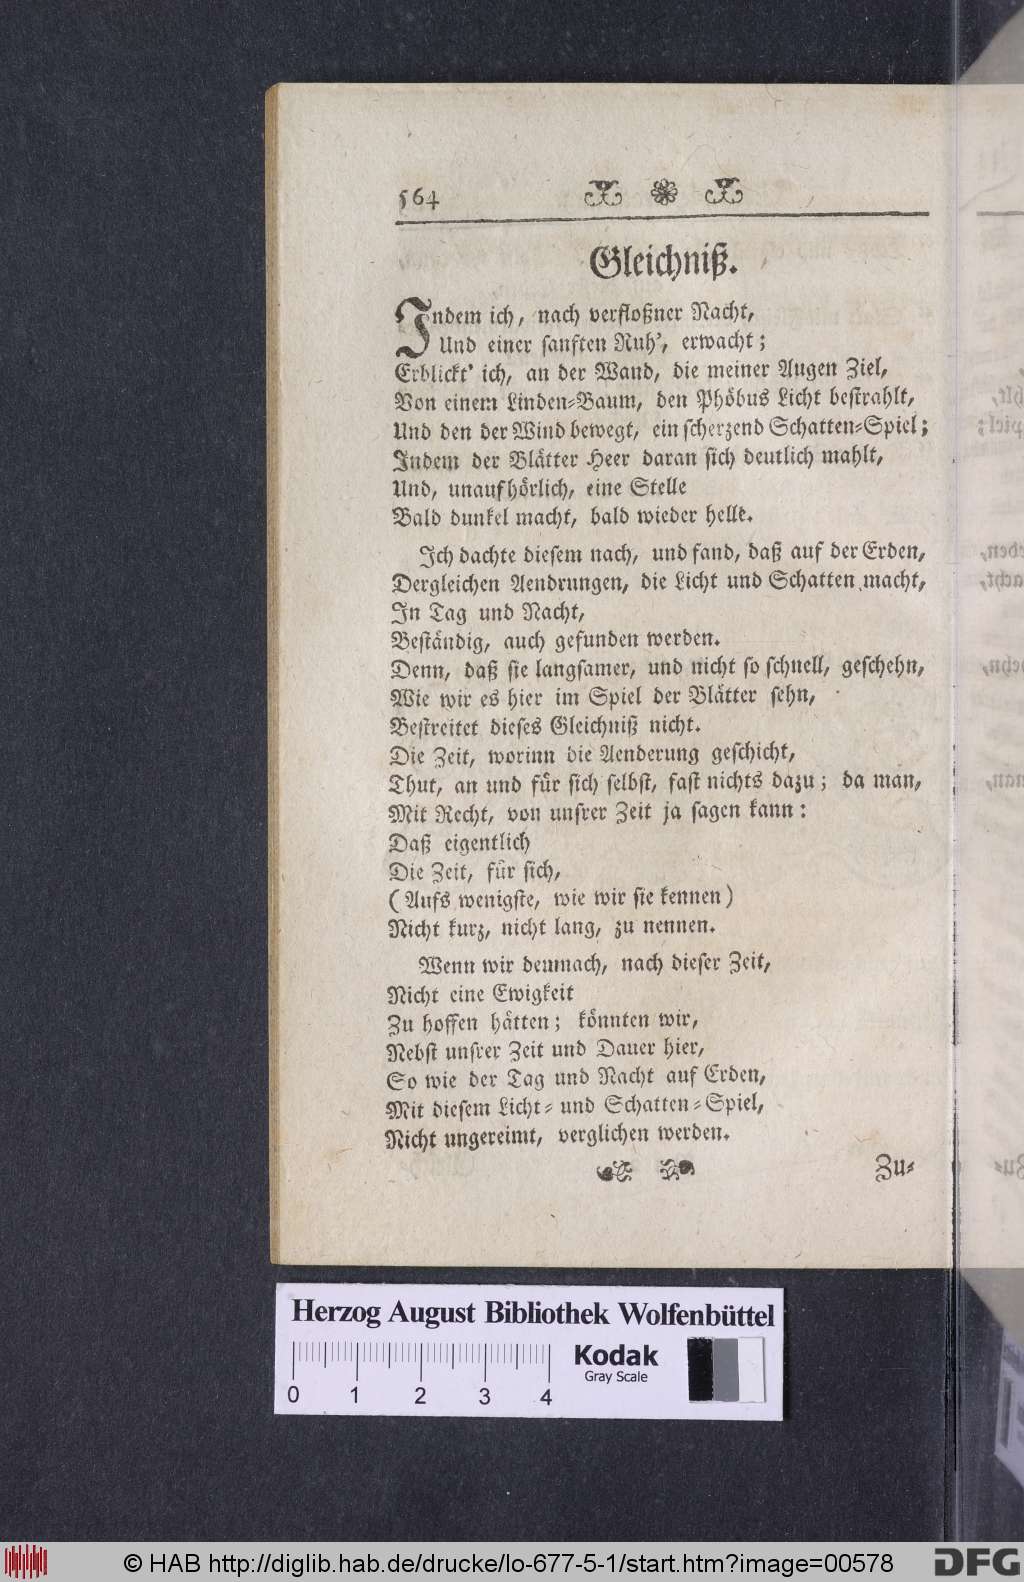 564
Gleichniß.
Indem ich, nach verfloßner Nacht,
Und einer sanften Ruh', erwacht;
Erblickt' ich, an der Wand, die meiner Augen Ziel,
Von einem Linden-Baum, den Phöbus Licht bestrahlt,
Und den der Wind bewegt, ein scherzend Schatten-Spiel;
Indem der Blätter Heer daran sich deutlich mahlt,
Und, unaufhörlich, eine Stelle
Bald dunkel macht, bald wieder helle.
Ich dachte diesem nach, und fand, daß auf der Erden,
Dergleichen Aendrungen, die Licht und Schatten macht,
In Tag und Nacht,
Beständig, auch gefunden werden.
Denn, daß sie langsamer, und nicht so schnell, geschehn,
Wie wir es hier im Spiel der Blätter sehn,
Bestreitet dieses Gleichniß nicht.
Die Zeit, worinn die Aenderung geschicht,
Thut, an und für sich selbst, fast nichts dazu; da man,
Mit Recht, von unsrer Zeit ja sagen kann:
Daß eigentlich
Die Zeit, für sich,
(Aufs wenigste, wie wir sie kennen)
Nicht kurz, nicht lang, zu nennen.
Wenn wir demnach, nach dieser Zeit,
Nicht eine Ewigkeit
Zu hoffen hätten; könnten wir,
Nebst unsrer Zeit und Dauer hier,
So wie der Tag und Nacht auf Erden,
Mit diesem Licht- und Schatten-Spiel,
Nicht ungereimt, verglichen werden.
Zu-
Herzog August Bibliothek Wolfenbüttel
0 1 2 3 4
Kodak
Gray Scale
© HAB http://diglib.hab.de/drucke/lo-677-5-1/start.htm?image=00578
DFG